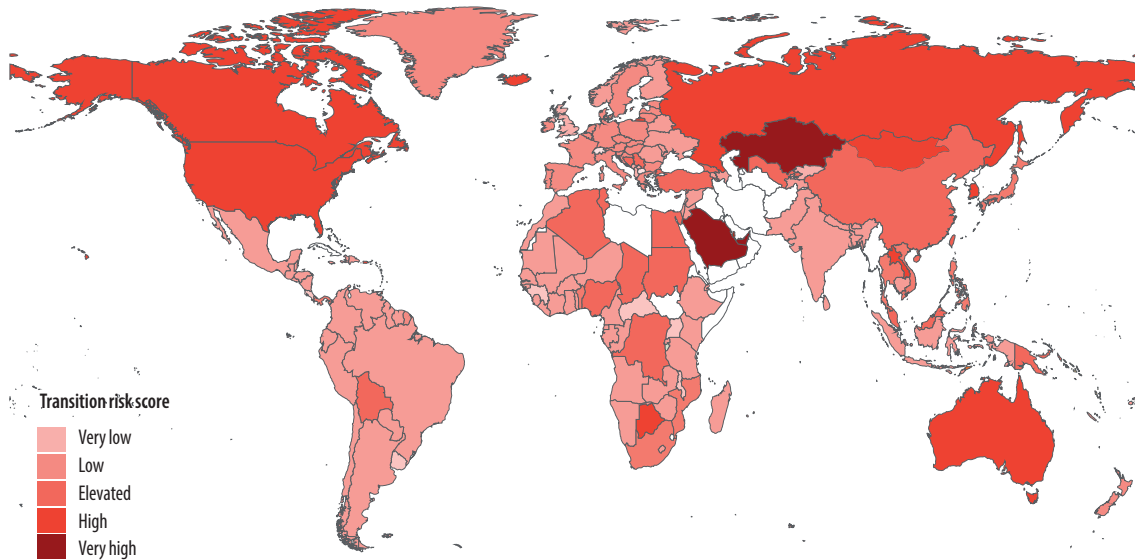 Transition risk score
Very low
Low
Elevated
High
Very high